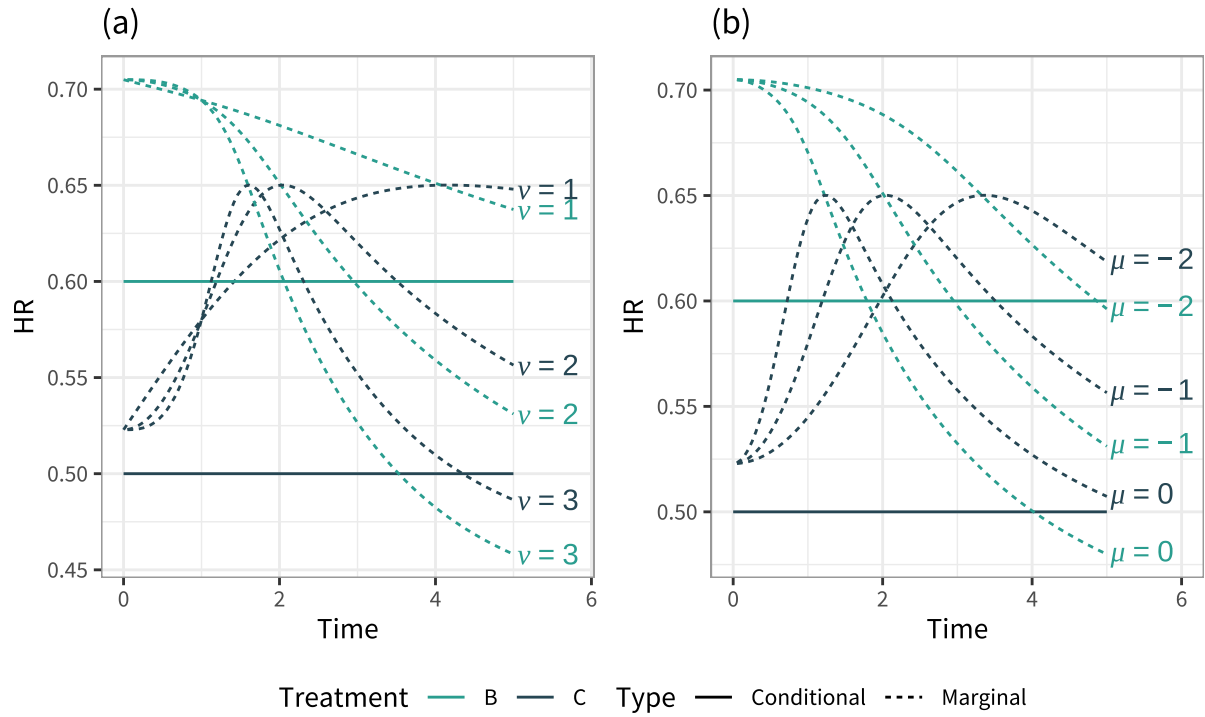 (a)
0.70
0.65
0.60
0.55
0.50
0.45
HR
ν = 1
ν = 1
ν = 2
ν = 2
ν = 3
ν = 3
0 2 4 6
Time
(b)
0.70
0.65
0.60
0.55
0.50
HR
μ = −2
μ = −2
μ = −1
μ = −1
μ = 0
μ = 0
0 2 4 6
Time
Treatment B C Type Conditional Marginal